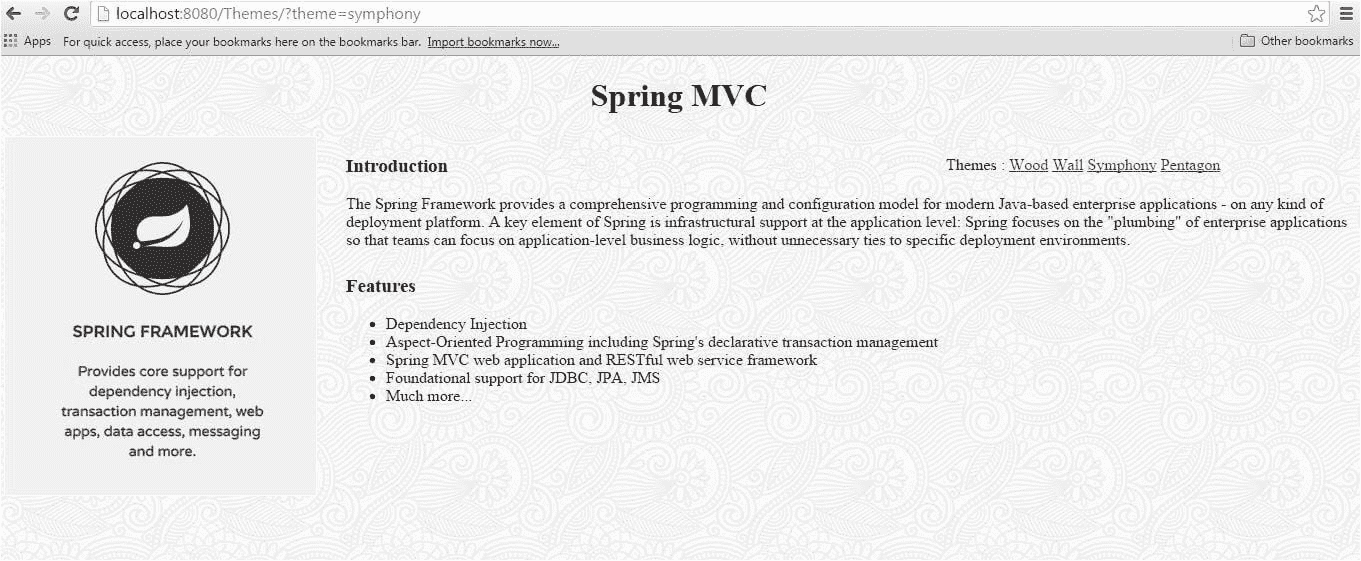 localhost:8080/Themes/?theme=symphony
Apps For quick access, place your bookmarks here on the bookmarks bar. Import bookmarks now... Other bookmarks
Spring MVC
SPRING FRAMEWORK
Provides core support for
dependency injection,
transaction management, web
apps, data access, messaging
and more.
Introduction
Themes : Wood Wall Symphony Pentagon
The Spring Framework provides a comprehensive programming and configuration model for modern Java-based enterprise applications - on any kind of
deployment platform. A key element of Spring is infrastructural support at the application level: Spring focuses on the "plumbing" of enterprise applications
so that teams can focus on application-level business logic, without unnecessary ties to specific deployment environments.
Features
• Dependency Injection
• Aspect-Oriented Programming including Spring's declarative transaction management
• Spring MVC web application and RESTful web service framework
• Foundational support for JDBC, JPA, JMS
• Much more...